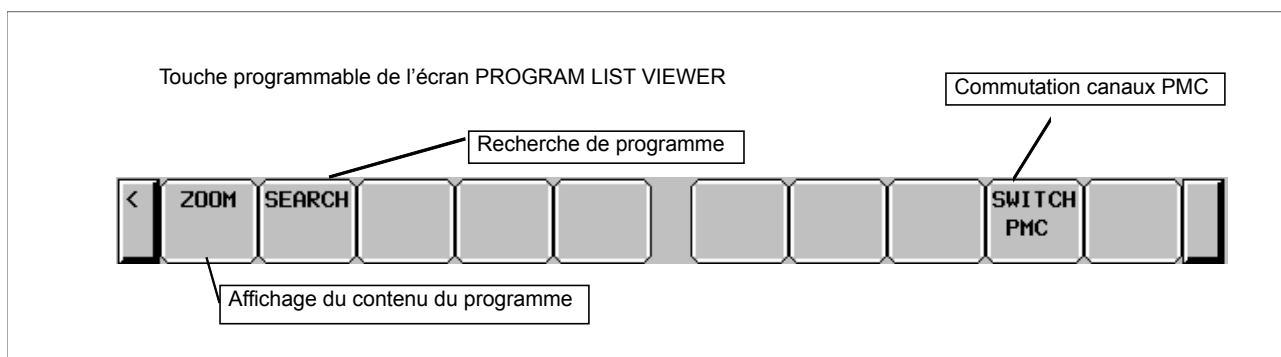 Touche programmable de l’écran PROGRAM LIST VIEWER
Commutation canaux PMC
Recherche de programme
< ZOOM SEARCH SWITCH PMC
Affichage du contenu du programme